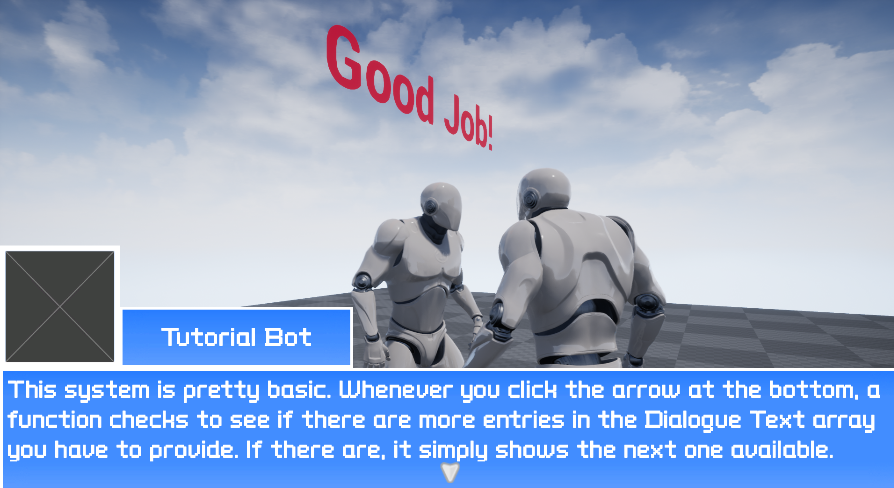 Good Job!
Tutorial Bot
This system is pretty basic. Whenever you click the arrow at the bottom, a
function checks to see if there are more entries in the Dialogue Text array
you have to provide. If there are, it simply shows the next one available.